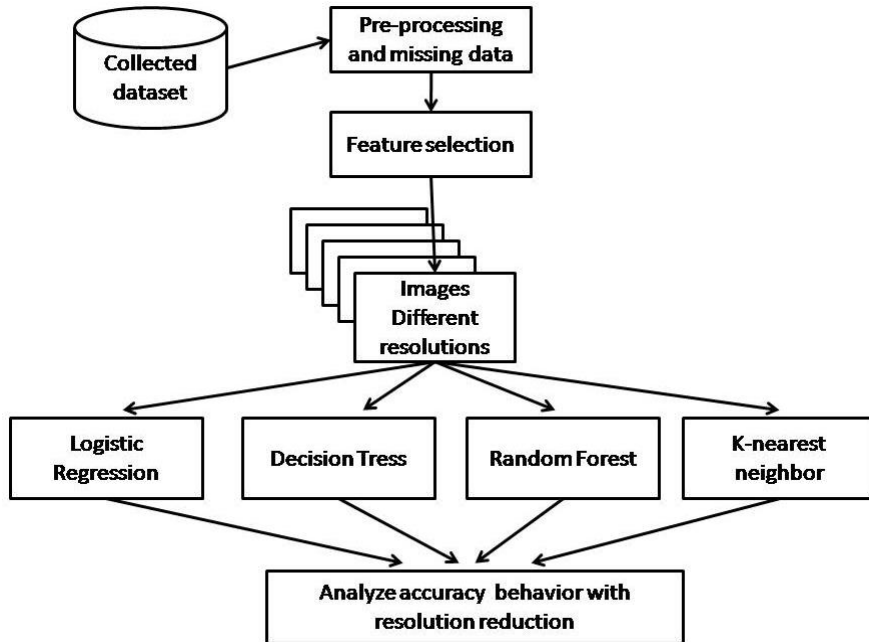 Collected
dataset
Pre-processing
and missing data
Feature selection
Images
Different
resolutions
Logistic
Regression
Decision Tress
Random Forest
K-nearest
neighbor
Analyze accuracy behavior with
resolution reduction